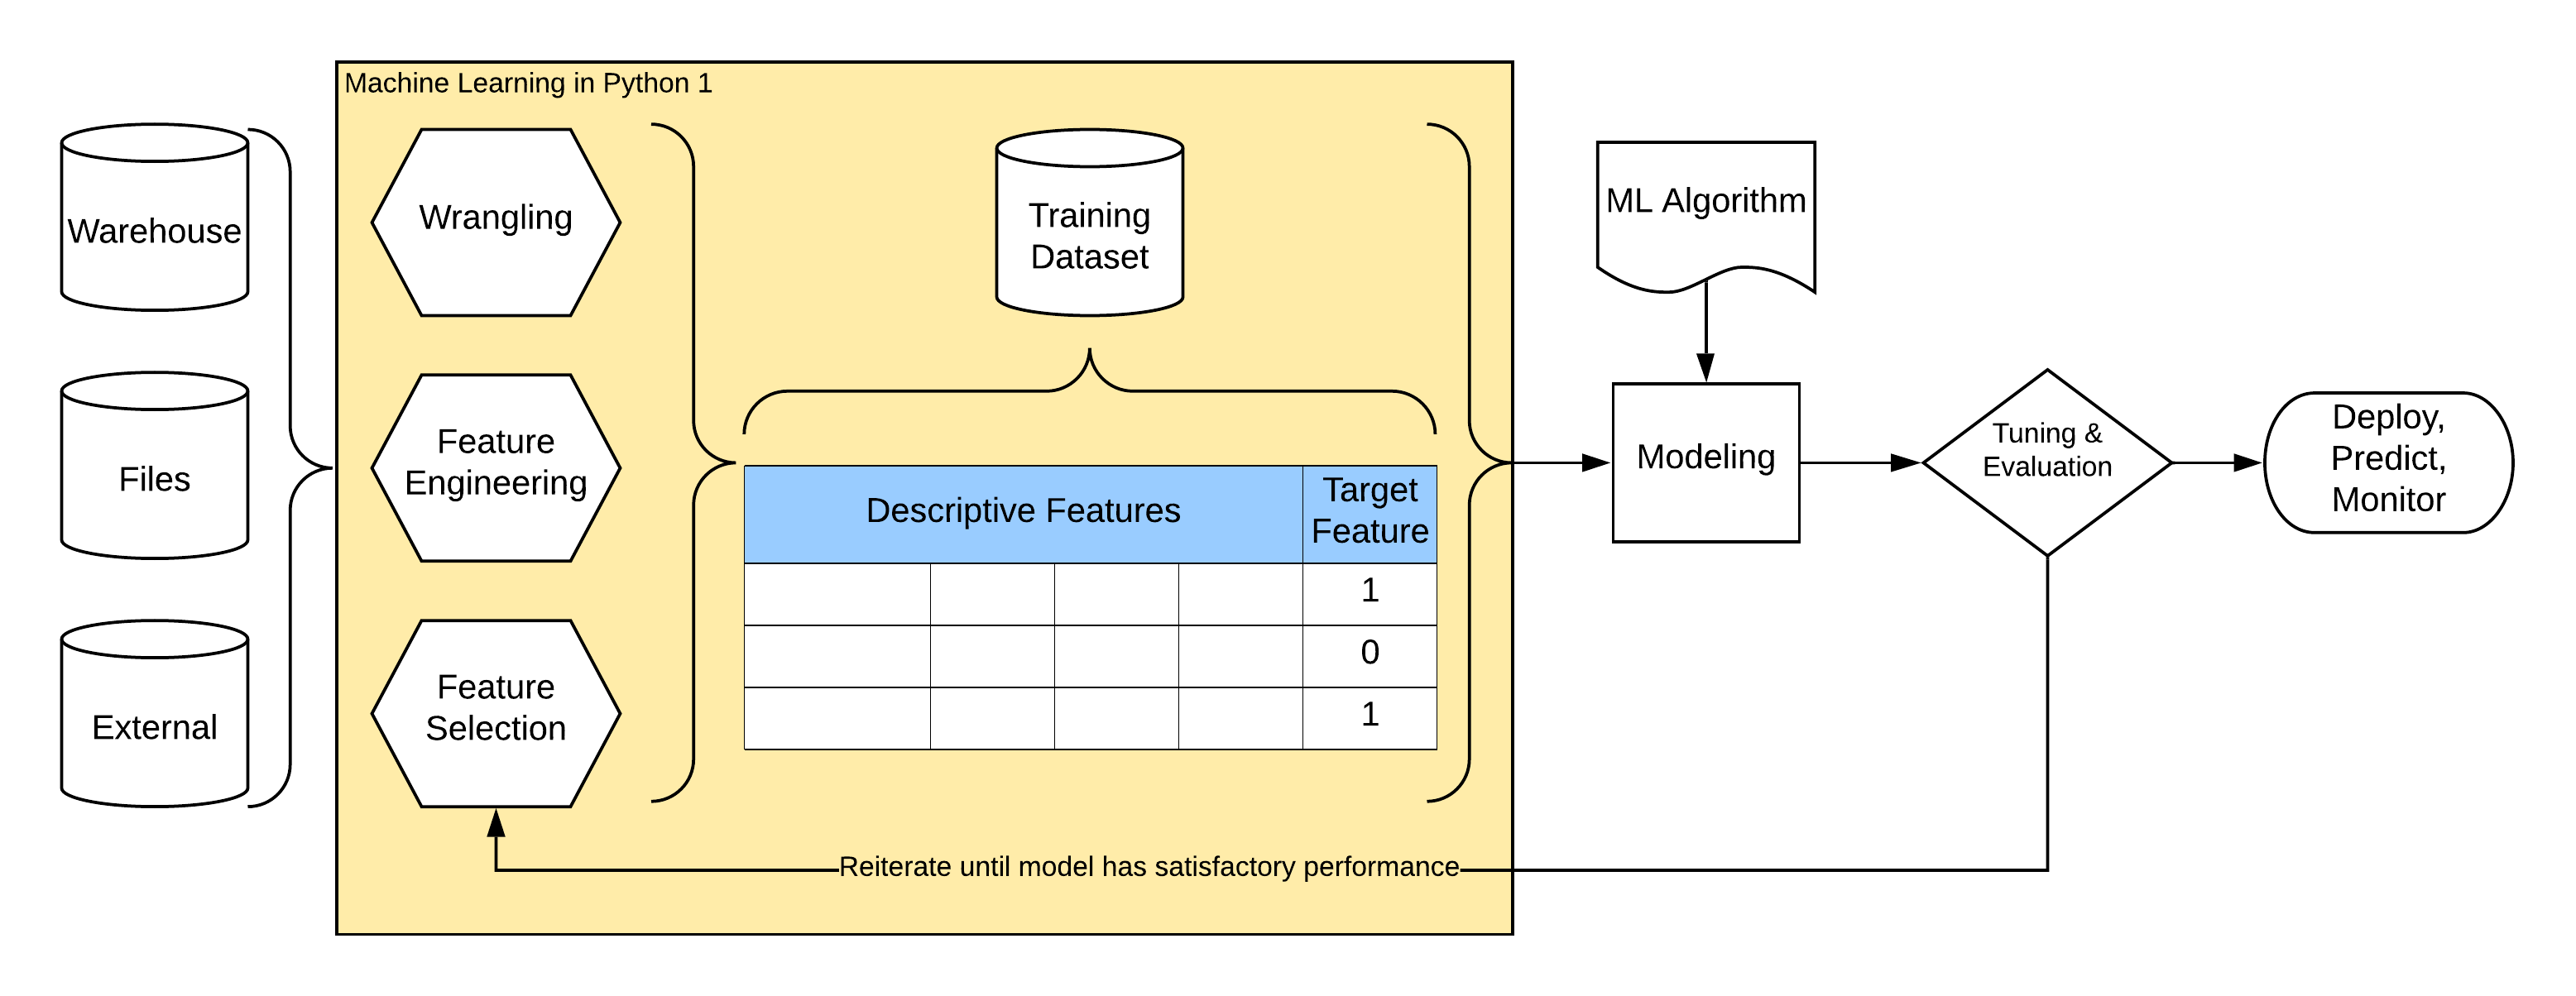 Machine Learning in Python 1
Warehouse
Files
External
Wrangling
Feature
Engineering
Feature
Selection
Training
Dataset
Descriptive Features
Target
Feature
1
0
1
Reiterate until model has satisfactory performance
ML Algorithm
Modeling
Tuning &
Evaluation
Deploy,
Predict,
Monitor